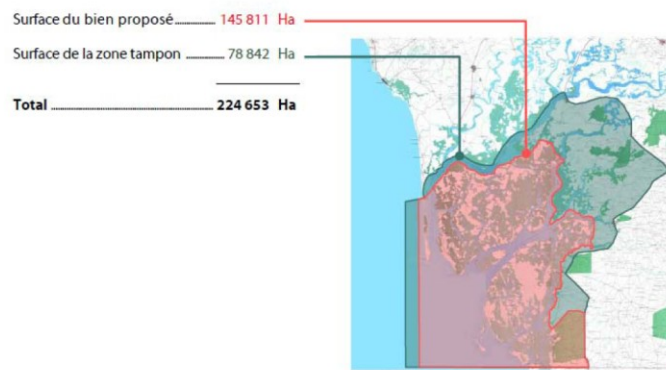 Surface du bien proposé............ 145 811 Ha
Surface de la zone tampon .......... 78 842 Ha
Total .............................................. 224 653 Ha